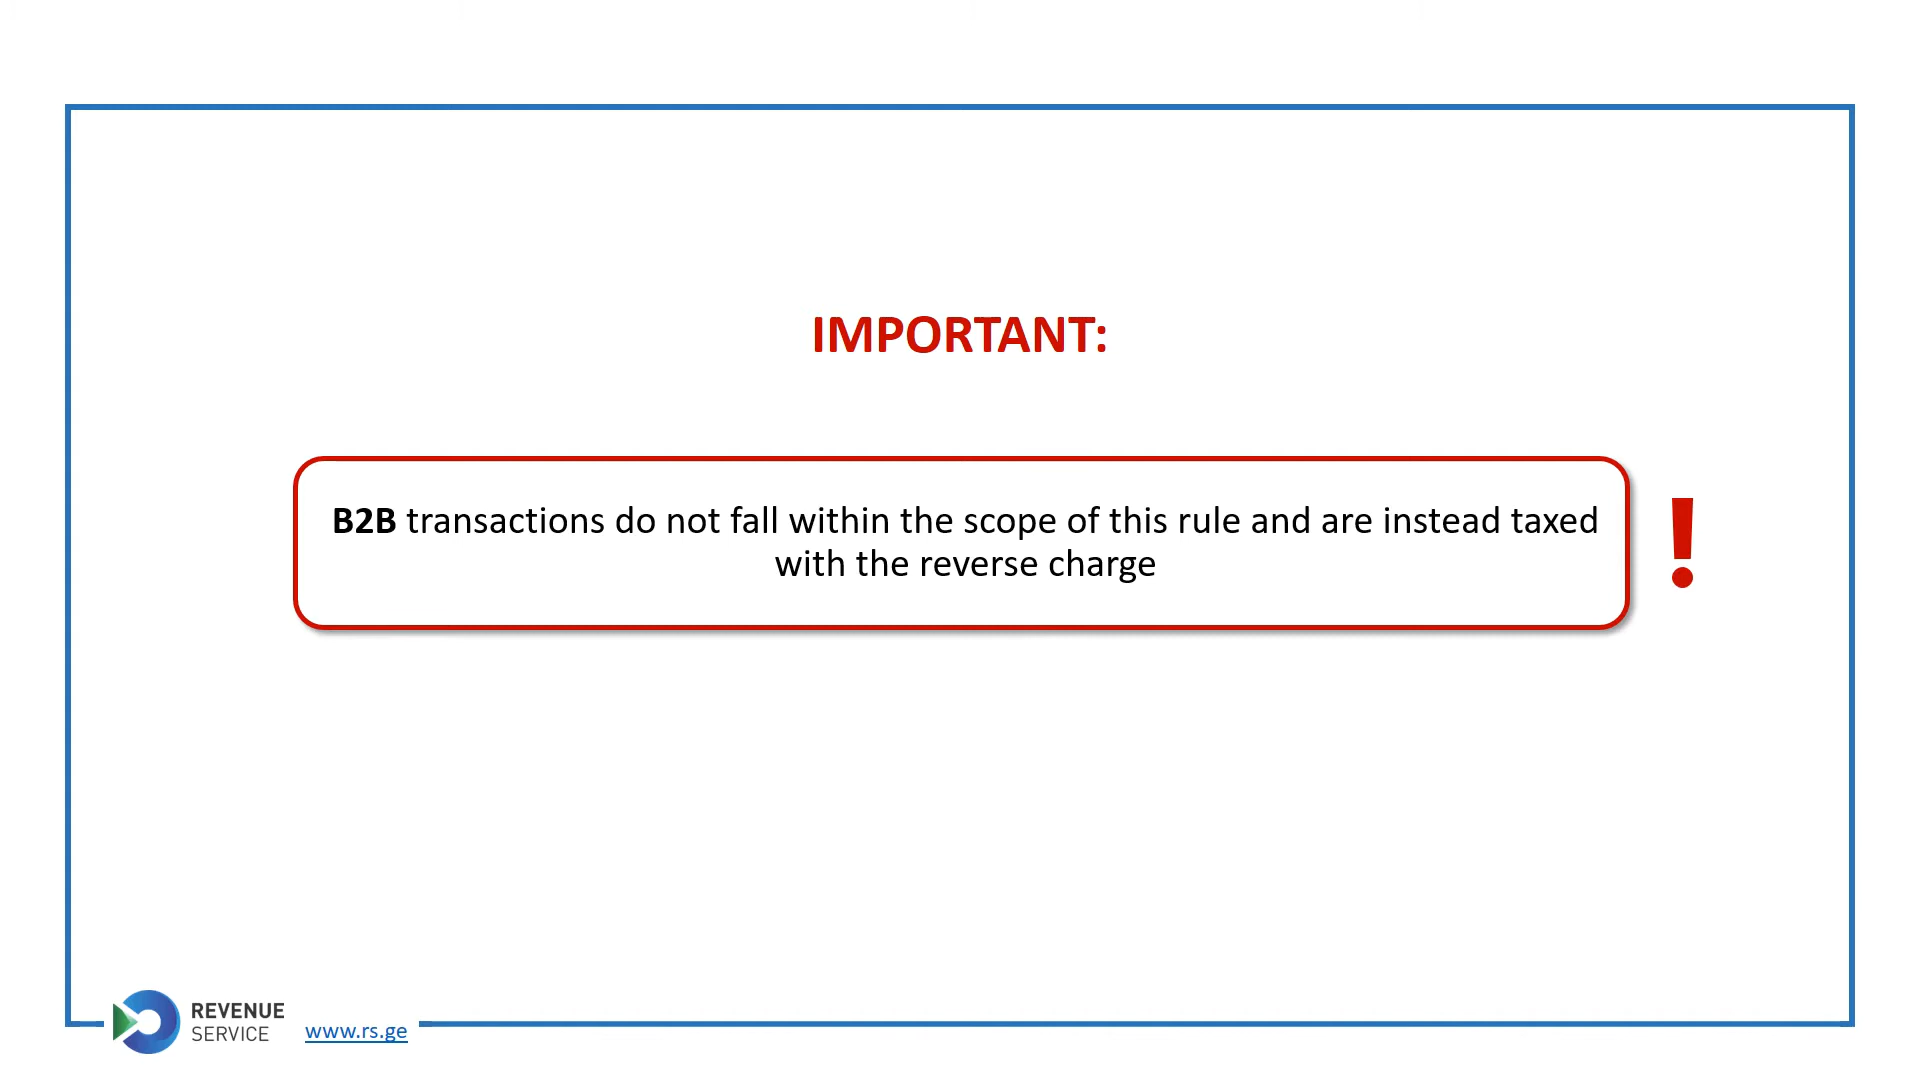 IMPORTANT:
B2B transactions do not fall within the scope of this rule and are instead taxed
with the reverse charge
!
REVENUE
SERVICE
www.rs.ge